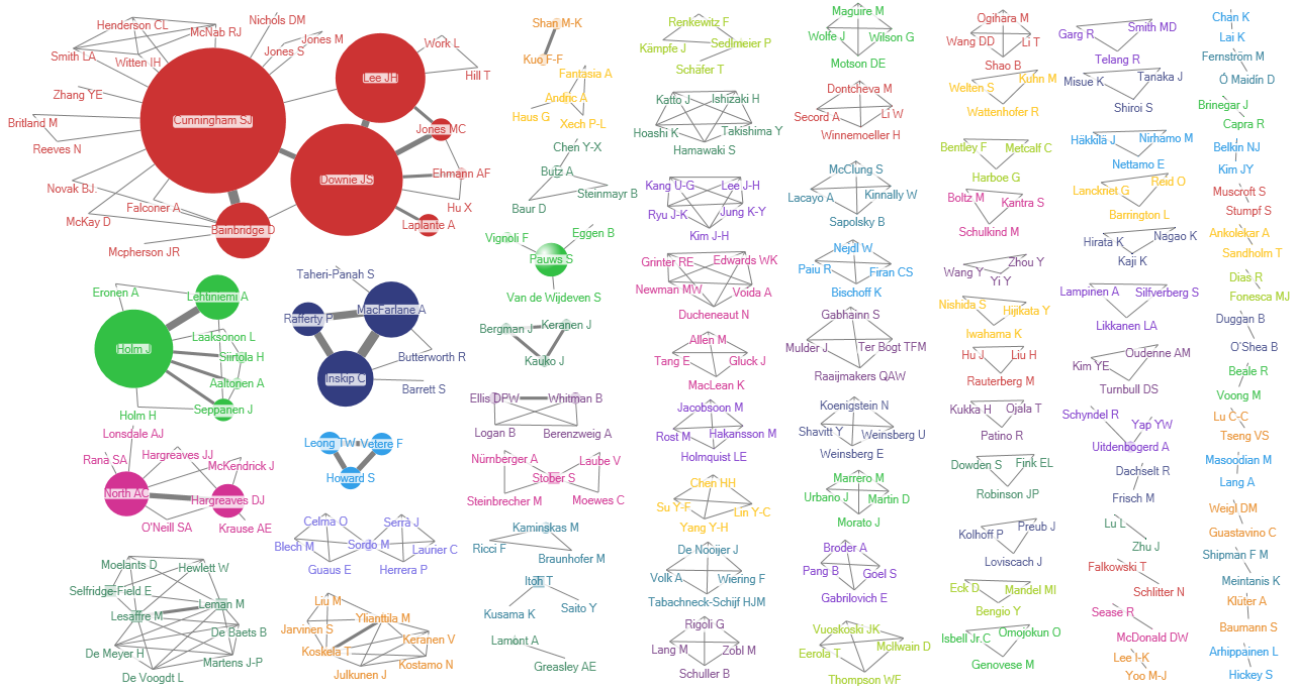 Nichols DM
Henderson CL
McNab RJ
Jones M
Jones S
Smith LA
Witten IH
Work L
Lee JH
Hill T
Zhang YE
Cunningham SJ
Britland M
Jones MC
Reeves N
Downie JS
Ehmann AF
Novak BJ
Falconer A
Hu X
McKay D
Bainbridge D
Laplante A
Mcpherson JR
Eronen A
Lehtiniemi A
Holm J
Laaksonon L
Siirtola H
Aaltonen A
Seppanen J
Holm H
Taheri-Panah S
MacFarlane A
Rafferty P
Butterworth R
Inskip C
Barrett S
Lonsdale AJ
Hargreaves JJ
Rana SA
McKendrick J
North AC
Hargreaves DJ
O'Neill SA
Krause AE
Leong TW
Vetere F
Howard S
Celma O
Serra J
Blech M
Sordo M
Laurier C
Guaus E
Herrera P
Moelants D
Hewlett W
Selfridge-Field E
Leman M
Lesaffre M
De Baets B
De Meyer H
Martens J-P
De Voogdt L
Liu M
Ylianttila M
Jarvinen S
Keranen V
Koskela T
Kostamo N
Julkunen J
Shan M-K
Kuo F-F
Fantasia A
Andric A
Haus G
Xech P-L
Chen Y-X
Butz A
Steinmayr B
Baur D
Vignoli F
Eggen B
Pauws S
Van de Wijdeven S
Bergman J
Keranen J
Kauko J
Ellis DPW
Whitman B
Logan B
Berenzweig A
Nürnberger A
Laube V
Stober S
Steinbrecher M
Moewes C
Kaminskas M
Ricci F
Braunhofer M
Itoh T
Kusama K
Saito Y
Lamont A
Greasley AE
Renkewitz F
Kämpfe J
Sedlmeier P
Schäfer T
Katto J
Ishizaki H
Hoashi K
Takishima Y
Hamawaki S
Kang U-G
Lee J-H
Ryu J-K
Jung K-Y
Kim J-H
Grinter RE
Edwards WK
Newman MW
Voida A
Ducheneaut N
Allen M
Tang E
Gluck J
MacLean K
Jacobsoon M
Rost M
Hakansson M
Holmquist LE
Chen HH
Su Y-F
Lin Y-C
Yang Y-H
De Nooijer J
Volk A
Wiering F
Tabachneck-Schijf HJM
Rigoli G
Lang M
Zobl M
Schuller B
Maguire M
Wolfe J
Wilson G
Motson DE
Dontcheva M
Secord A
Li W
Winnemoeller H
McClung S
Lacayo A
Kinnally W
Sapolsky B
Nejdl W
Paiu R
Firan CS
Bischoff K
Gabhainn S
Mulder J
Ter Bogt TFM
Raaijmakers QAW
Koenigstein N
Shavitt Y
Weinsberg U
Weinsberg E
Marrero M
Urbano J
Martin D
Morato J
Broder A
Pang B
Goel S
Gabrilovich E
Vuoskoski JK
McIlwain D
Eerola T
Thompson WF
Ogihara M
Wang DD
Li T
Shao B
Kuhn M
Welten S
Wattenhofer R
Bentley F
Metcalf C
Harboe G
Boltz M
Kantra S
Schulkind M
Zhou Y
Wang Y
Yi Y
Nishida S
Hijikata Y
Iwahama K
Hu J
Liu H
Rauterberg M
Kukka H
Ojala T
Patino R
Dowden S
Fink EL
Robinson JP
Kolhoff P
Preub J
Loviscach J
Eck D
Mandel MI
Bengio Y
Isbell Jr.C
Omojokun O
Genovese M
Garg R
Smith MD
Telang R
Misue K
Tanaka J
Shiroi S
Häkkilä J
Nirhamo M
Nettamo E
Lancknet G
Reid O
Barrington L
Hirata K
Nagao K
Kaji K
Lampinen A
Silfverberg S
Likkanen LA
Oudenne AM
Kim YE
Turnbull DS
Schyndel R
Yap YW
Uitdenbogerd A
Dachselt R
Frisch M
Lu L
Zhu J
Falkowski T
Schlitter N
Sease R
McDonald DW
Lee I-K
Yoo M-J
Chan K
Lai K
Fernström M
Ó Maidin D
Brinegar J
Capra R
Belkin NJ
Kim JY
Muscroft S
Stumpf S
Ankolekar A
Sandholm T
Dias R
Fonesca MJ
Duggan B
O'Shea B
Beale R
Voong M
Lu C-C
Tseng VS
Masoodian M
Lang A
Weigl DM
Guastavino C
Shipman F M
Meintanis K
Klüter A
Baumann S
Arhippainen L
Hickey S